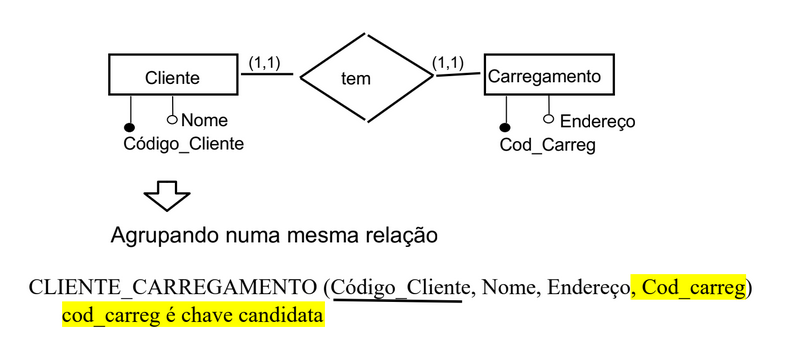 (1,1) (1,1)
Cliente tem Carregamento
Nome Endereço
Código_Cliente Cod_Carreg
Agrupando numa mesma relação
CLIENTE_CARREGAMENTO (Código_Cliente, Nome, Endereço, Cod_carreg)
cod_carreg é chave candidata